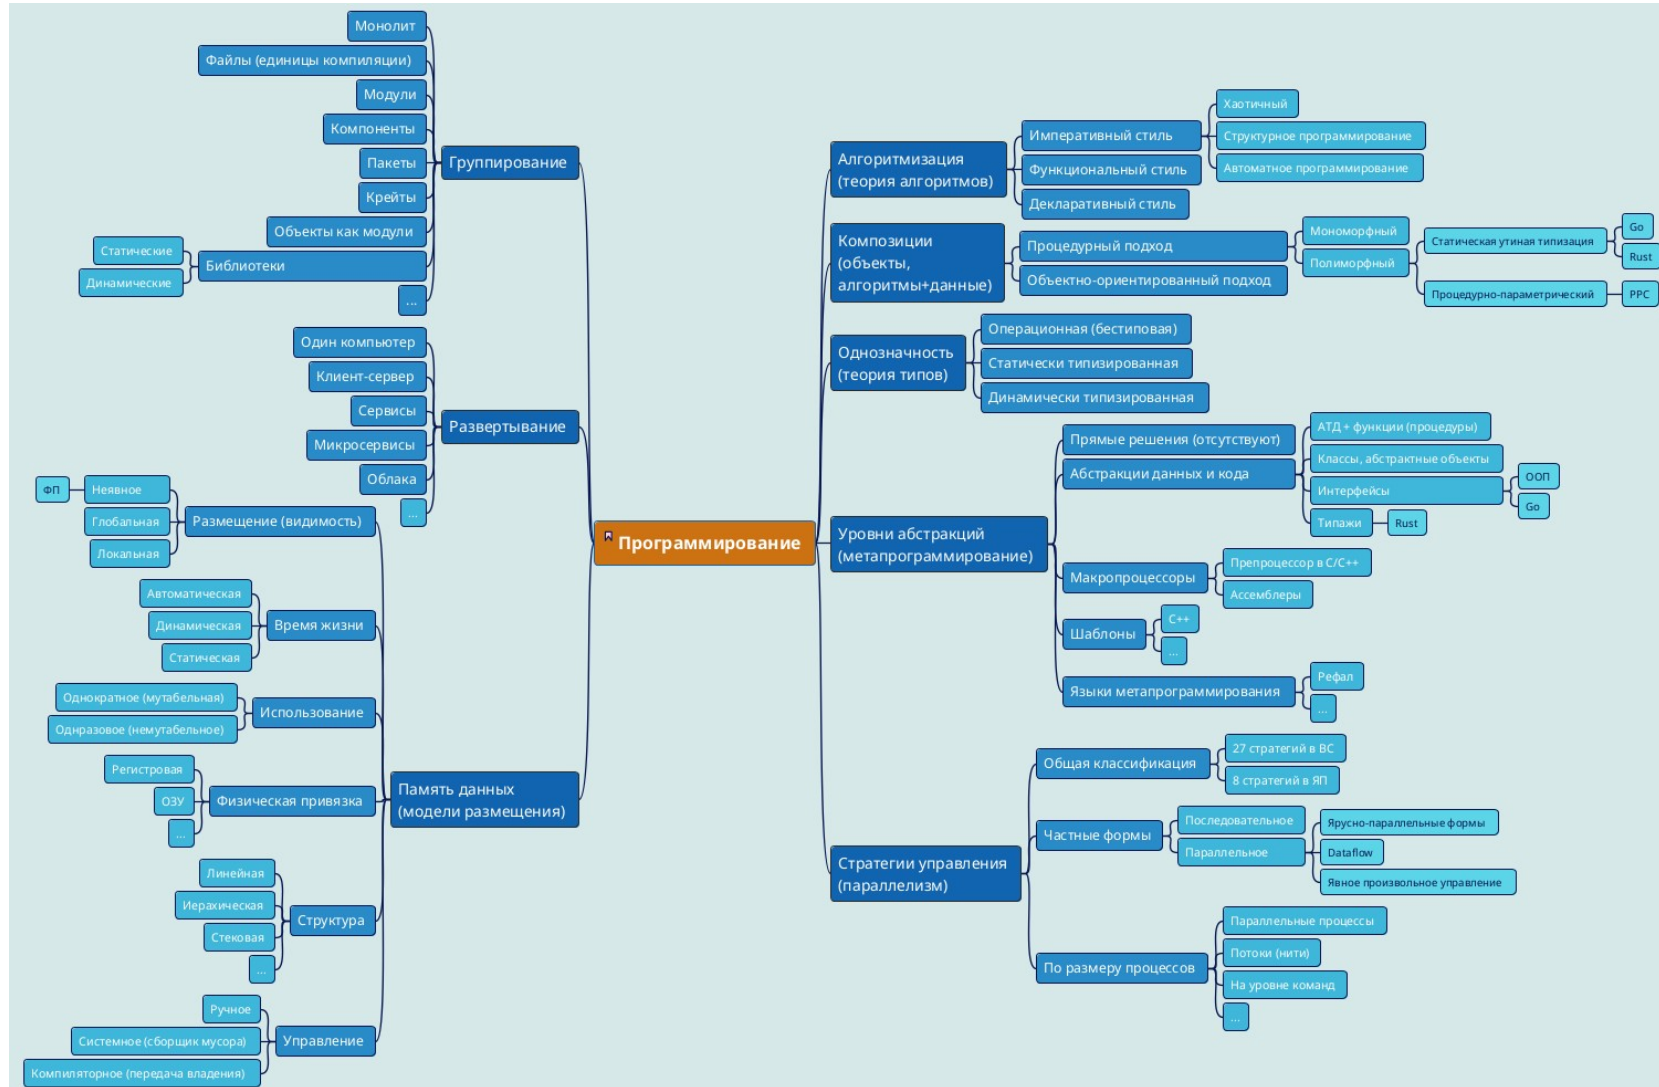 Программирование
Группирование
Монолит
Файлы (единицы компиляции)
Модули
Компоненты
Пакеты
Крейты
Объекты как модули
Библиотеки
Статические
Динамические
...
Развертывание
Один компьютер
Клиент-сервер
Сервисы
Микросервисы
Облака
...
Память данных
(модели размещения)
Размещение (видимость)
Неявное
ФП
Глобальная
Локальная
Время жизни
Автоматическая
Динамическая
Статическая
Использование
Однократное (мутабельная)
Однразовое (немутабельное)
Физическая привязка
Регистровая
ОЗУ
...
Структура
Линейная
Иерахическая
Стековая
...
Управление
Ручное
Системное (сборщик мусора)
Компиляторное (передача владения)
Алгоритмизация
(теория алгоритмов)
Императивный стиль
Хаотичный
Структурное программирование
Автоматное программирование
Функциональный стиль
Декларативный стиль
Композиции
(объекты,
алгоритмы+данные)
Процедурный подход
Мономорфный
Полиморфный
Статическая утиная типизация
Go
Rust
Процедурно-параметрический
PPC
Объектно-ориентированный подход
Однозначность
(теория типов)
Операционная (бестиповая)
Статически типизированная
Динамически типизированная
Уровни абстракций
(метапрограммирование)
Прямые решения (отсутствуют)
Абстракции данных и кода
АТД + функции (процедуры)
Классы, абстрактные объекты
Интерфейсы
ООП
Go
Типажи
Rust
Макропроцессоры
Препроцессор в C/C++
Ассемблеры
Шаблоны
C++
...
Языки метапрограммирования
Рефал
...
Стратегии управления
(параллелизм)
Общая классификация
27 стратегий в ВС
8 стратегий в ЯП
Частные формы
Последовательное
Параллельное
Ярусно-параллельные формы
Dataflow
Явное произвольное управление
По размеру процессов
Параллельные процессы
Потоки (нити)
На уровне команд
...